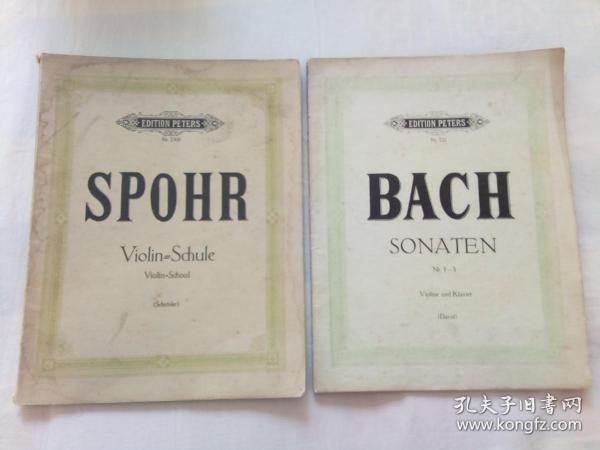 EDITION PETERS
SPOHR
Violin=Schule
Violin=School
EDITION PETERS
BACH
SONATEN
Nr. 1-3
Violine und Klavier
(David)
孔夫子旧书网
www.kongfz.com